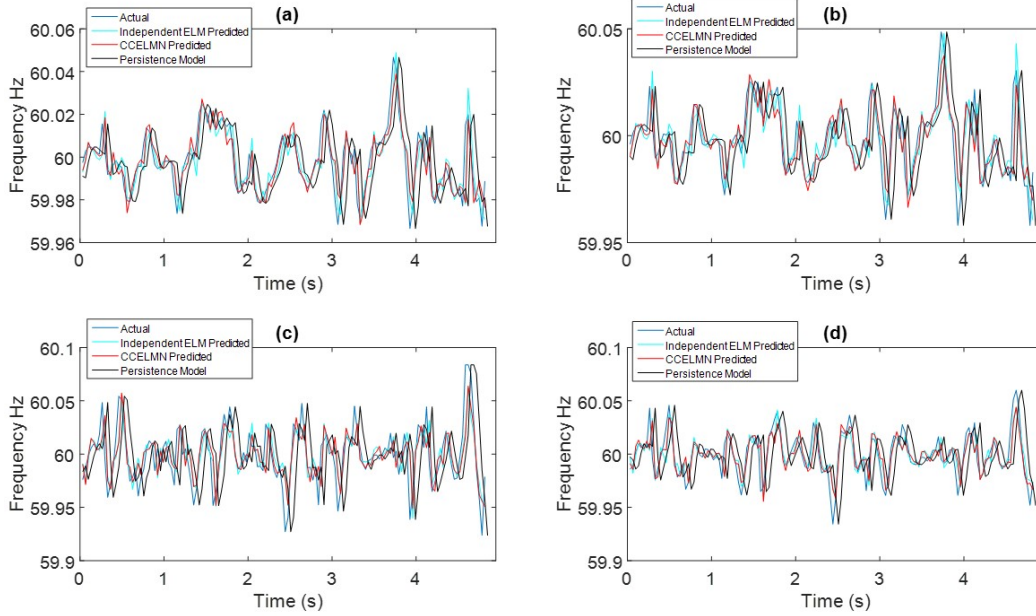 (a)
Actual
Independent ELM Predicted
CCELMN Predicted
Persistence Model
60.06
60.04
60.02
60
59.98
59.96
Frequency Hz
0 1 2 3 4
Time (s)
(b)
Actual
Independent ELM Predicted
CCELMN Predicted
Persistence Model
60.05
60
59.95
Frequency Hz
0 1 2 3 4
Time (s)
(c)
Actual
Independent ELM Predicted
CCELMN Predicted
Persistence Model
60.1
60.05
60
59.95
59.9
Frequency Hz
0 1 2 3 4
Time (s)
(d)
Actual
Independent ELM Predicted
CCELMN Predicted
Persistence Model
60.1
60.05
60
59.95
59.9
Frequency Hz
0 1 2 3 4
Time (s)